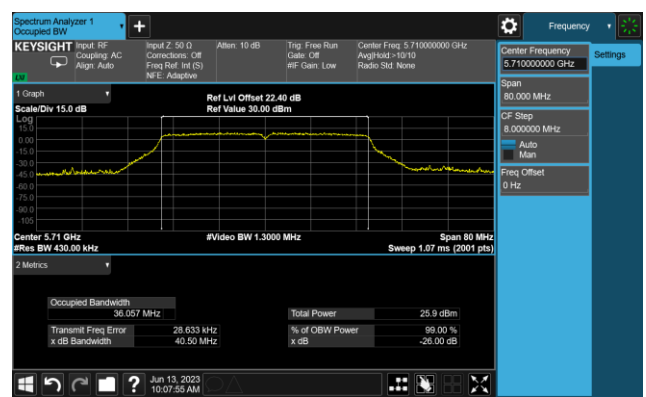 Spectrum Analyzer 1
Occupied BW
Frequency
KEYSIGHT
LXI
Input: RF
Coupling: AC
Align: Auto
Input Z: 50 Ω
Corrections: Off
Freq Ref: Int (S)
NFE: Adaptive
Atten: 10 dB
Trig: Free Run
Gate: Off
#IF Gain: Low
Center Freq: 5.710000000 GHz
Avg|Hold:>10/10
Radio Std: None
Center Frequency
5.710000000 GHz
Settings
Span
80.000 MHz
CF Step
8.000000 MHz
Auto
Man
Freq Offset
0 Hz
1 Graph
Scale/Div 15.0 dB
Ref Lvl Offset 22.40 dB
Ref Value 30.00 dBm
Log
15.0
0.00
-15.0
-30.0
-45.0
-60.0
-75.0
-90.0
-105
Center 5.71 GHz
#Res BW 430.00 kHz
#Video BW 1.3000 MHz
Span 80 MHz
Sweep 1.07 ms (2001 pts)
2 Metrics
Occupied Bandwidth
36.057 MHz
Total Power 25.9 dBm
Transmit Freq Error 28.633 kHz
% of OBW Power 99.00 %
x dB Bandwidth 40.50 MHz
x dB -26.00 dB
?
Jun 13, 2023
10:07:55 AM